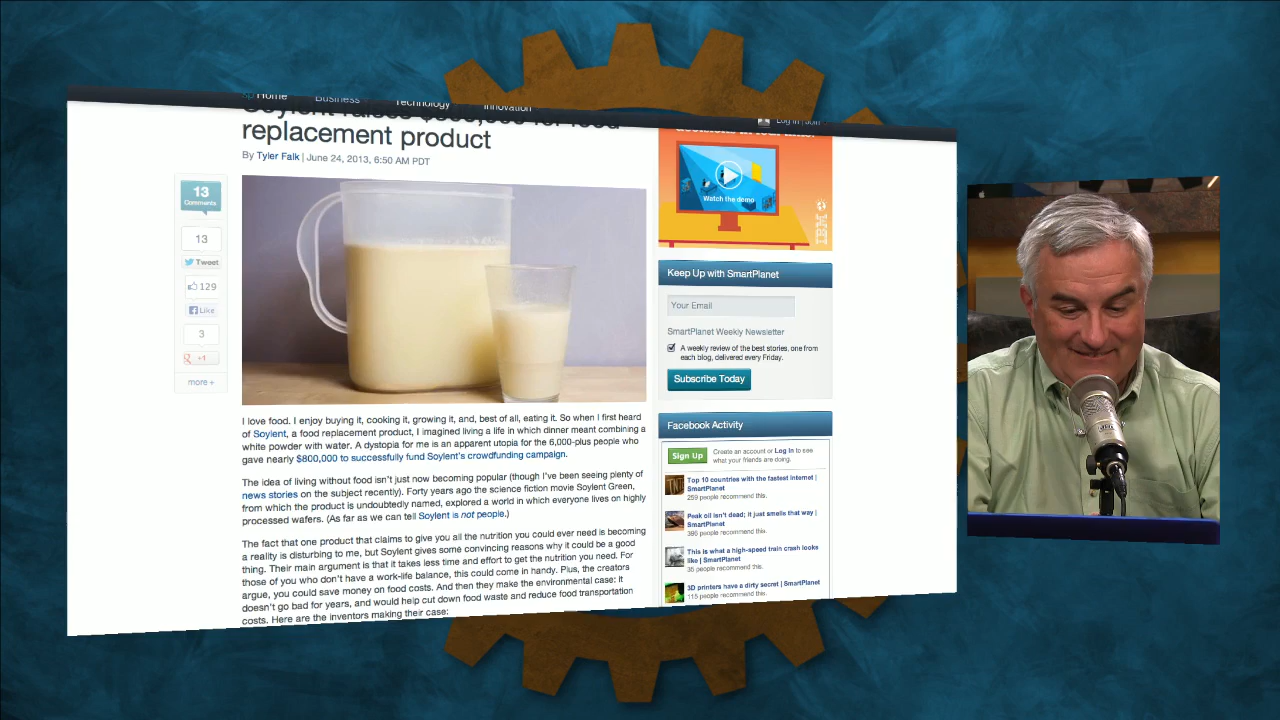 Home Business Technology Innovation
Log In | Join
Soylent raises $800,000 for food
replacement product
By Tyler Falk | June 24, 2013, 6:50 AM PDT
13
Comments
13
Tweet
129
Like
3
+1
more +
Watch the demo
IBM
Keep Up with SmartPlanet
Your Email
SmartPlanet Weekly Newsletter
A weekly review of the best stories, one from
each blog, delivered every Friday.
Subscribe Today
I love food. I enjoy buying it, cooking it, growing it, and, best of all, eating it. So when I first heard
of Soylent, a food replacement product, I imagined living a life in which dinner meant combining a
white powder with water. A dystopia for me is an apparent utopia for the 6,000-plus people who
gave nearly $800,000 to successfully fund Soylent's crowdfunding campaign.
The idea of living without food isn't just now becoming popular (though I've been seeing plenty of
news stories on the subject recently). Forty years ago the science fiction movie Soylent Green,
from which the product is undoubtedly named, explored a world in which everyone lives on highly
processed wafers. (As far as we can tell Soylent is not people.)
The fact that one product that claims to give you all the nutrition you could ever need is becoming
a reality is disturbing to me, but Soylent gives some convincing reasons why it could be a good
thing. Their main argument is that it takes less time and effort to get the nutrition you need. For
those of you who don't have a work-life balance, this could come in handy. Plus, the creators
argue, you could save money on food costs. And then they make the environmental case: it
doesn't go bad for years, and would help cut down food waste and reduce food transportation
costs. Here are the inventors making their case:
Facebook Activity
Sign Up
Create an account or Log In to see
what your friends are doing.
Top 10 countries with the fastest Internet |
SmartPlanet
259 people recommend this.
Peak oil isn't dead; it just smells that way |
SmartPlanet
386 people recommend this.
This is what a high-speed train crash looks
like | SmartPlanet
35 people recommend this.
3D printers have a dirty secret | SmartPlanet
115 people recommend this.